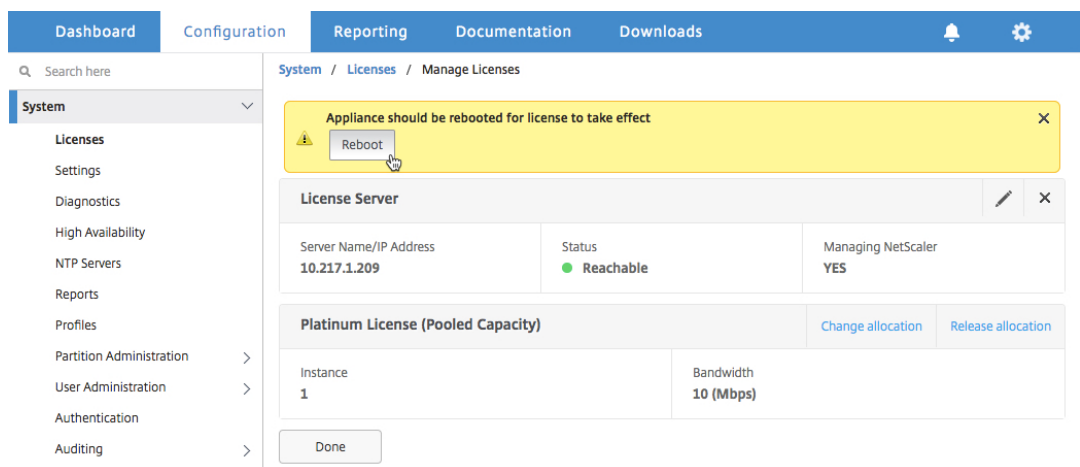 Dashboard Configuration Reporting Documentation Downloads
Search here
System
Licenses
Settings
Diagnostics
High Availability
NTP Servers
Reports
Profiles
Partition Administration
User Administration
Authentication
Auditing
System / Licenses / Manage Licenses
Appliance should be rebooted for license to take effect
Reboot
License Server
Server Name/IP Address
10.217.1.209
Status
Reachable
Managing NetScaler
YES
Platinum License (Pooled Capacity)
Change allocation
Release allocation
Instance
1
Bandwidth
10 (Mbps)
Done